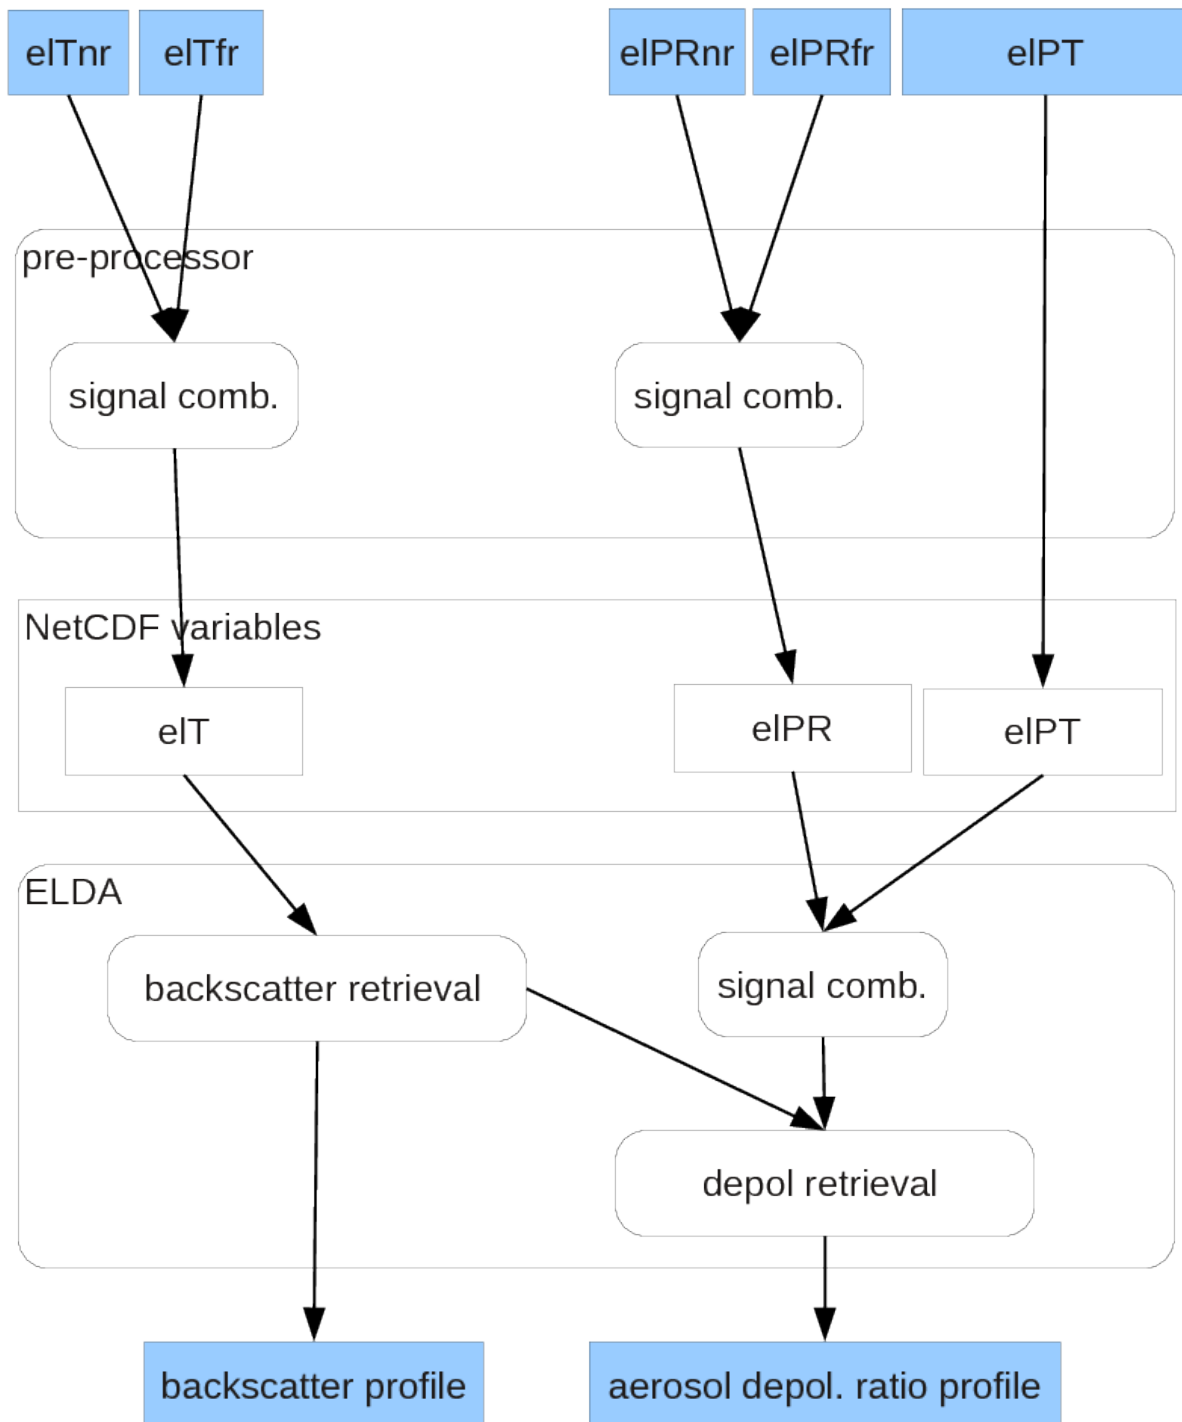 elTnr
elTfr
elPRnr
elPRfr
elPT
pre-processor
signal comb.
signal comb.
NetCDF variables
elT
elPR
elPT
ELDA
backscatter retrieval
signal comb.
depol retrieval
backscatter profile
aerosol depol. ratio profile